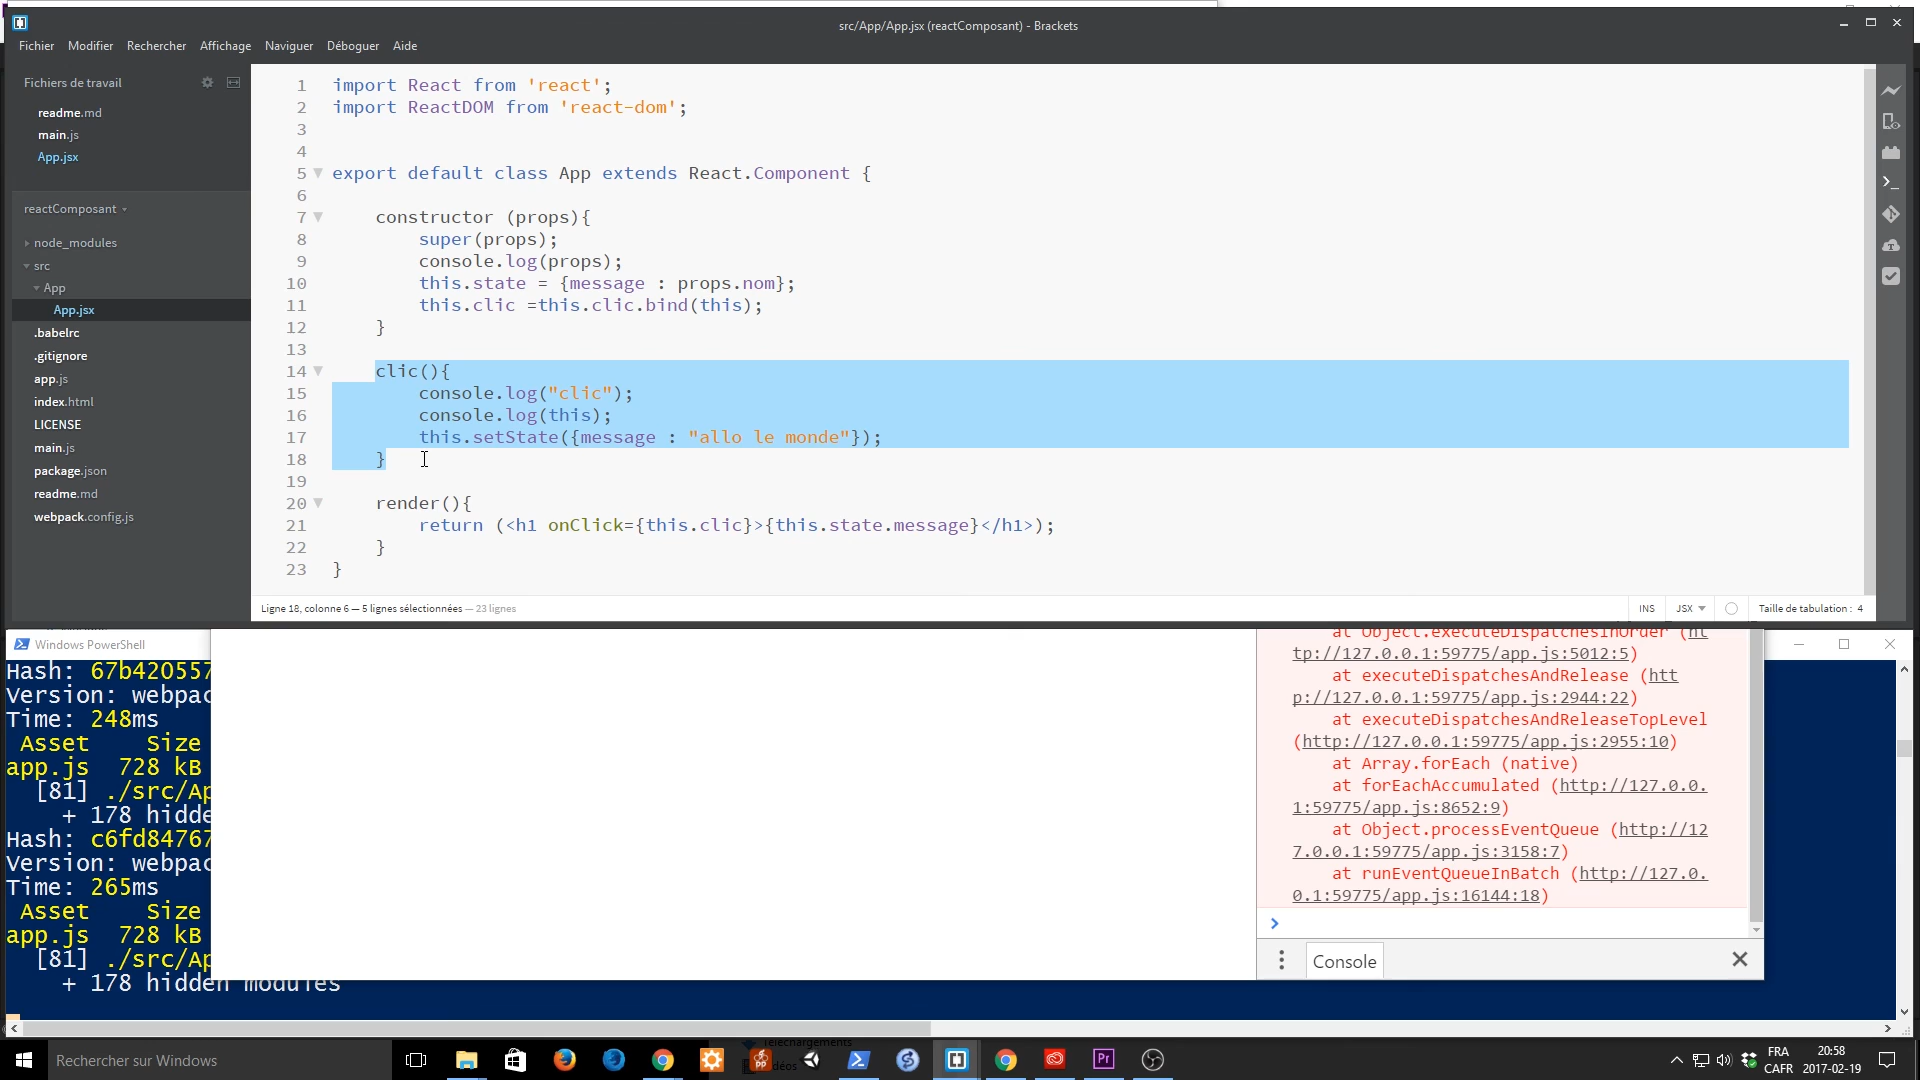 src/App/App.jsx (reactComposant) - Brackets
Fichier Modifier Rechercher Affichage Naviguer Déboguer Aide
Fichiers de travail
readme.md
main.js
App.jsx
reactComposant
node_modules
src
App
App.jsx
.babelrc
.gitignore
app.js
index.html
LICENSE
main.js
package.json
readme.md
webpack.config.js
1 import React from 'react';
2 import ReactDOM from 'react-dom';
3
4
5 export default class App extends React.Component {
6
7 constructor (props){
8 super(props);
9 console.log(props);
10 this.state = {message : props.nom};
11 this.clic =this.clic.bind(this);
12 }
13
14 clic(){
15 console.log("clic");
16 console.log(this);
17 this.setState({message : "allo le monde"});
18 }
19
20 render(){
21 return (<h1 onClick={this.clic}>{this.state.message}</h1>);
22 }
23 }
Ligne 18, colonne 6 — 5 lignes sélectionnées — 23 lignes
INS JSX Taille de tabulation : 4
Windows PowerShell
Hash: 67b420557
Version: webpac
Time: 248ms
Asset Size
app.js 728 kB
[81] ./src/Ap
+ 178 hidde
Hash: c6fd84767
Version: webpac
Time: 265ms
Asset Size
app.js 728 kB
[81] ./src/Ap
+ 178 hidden modules
at Object.executeDispatchesInOrder (ht
tp://127.0.0.1:59775/app.js:5012:5)
at executeDispatchesAndRelease (htt
p://127.0.0.1:59775/app.js:2944:22)
at executeDispatchesAndReleaseTopLevel
(http://127.0.0.1:59775/app.js:2955:10)
at Array.forEach (native)
at forEachAccumulated (http://127.0.0.
1:59775/app.js:8652:9)
at Object.processEventQueue (http://12
7.0.0.1:59775/app.js:3158:7)
at runEventQueueInBatch (http://127.0.
0.1:59775/app.js:16144:18)
>
Console
Téléchargements
Rechercher sur Windows
FRA
CAFR
20:58
2017-02-19